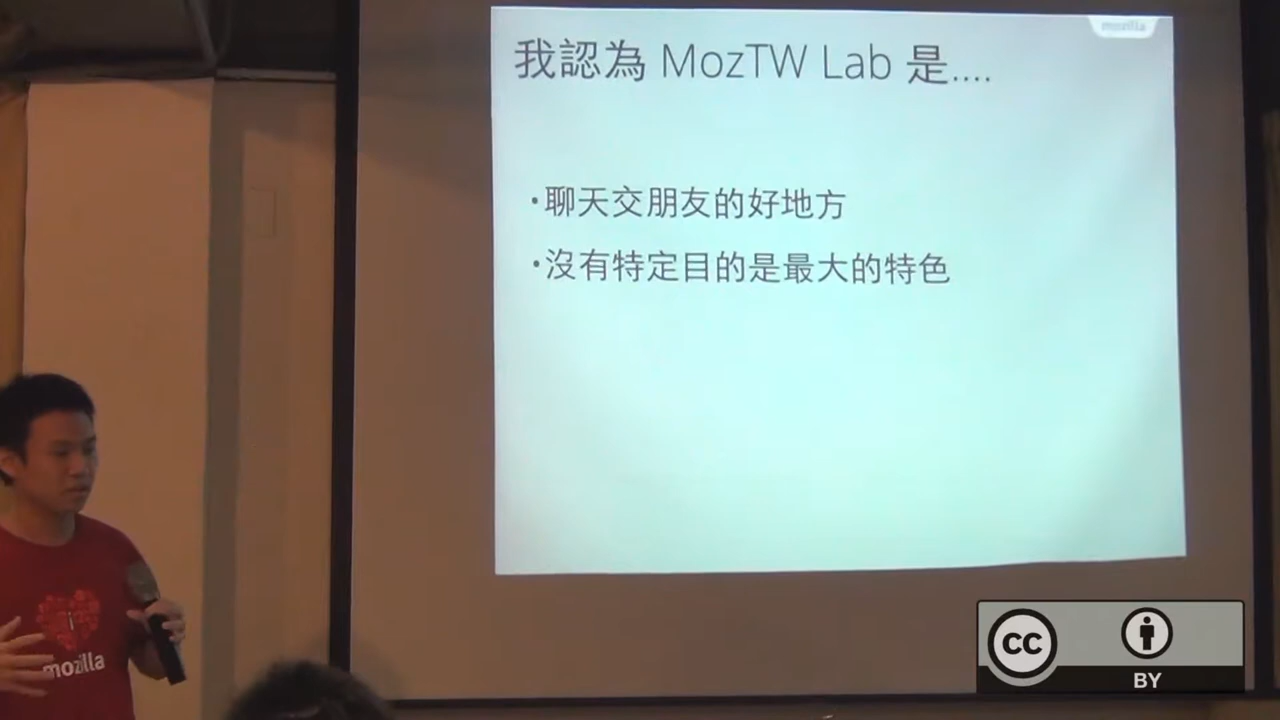 mozilla
我認為 MozTW Lab 是....
•聊天交朋友的好地方
•沒有特定目的是最大的特色
i
mozilla
cc
BY